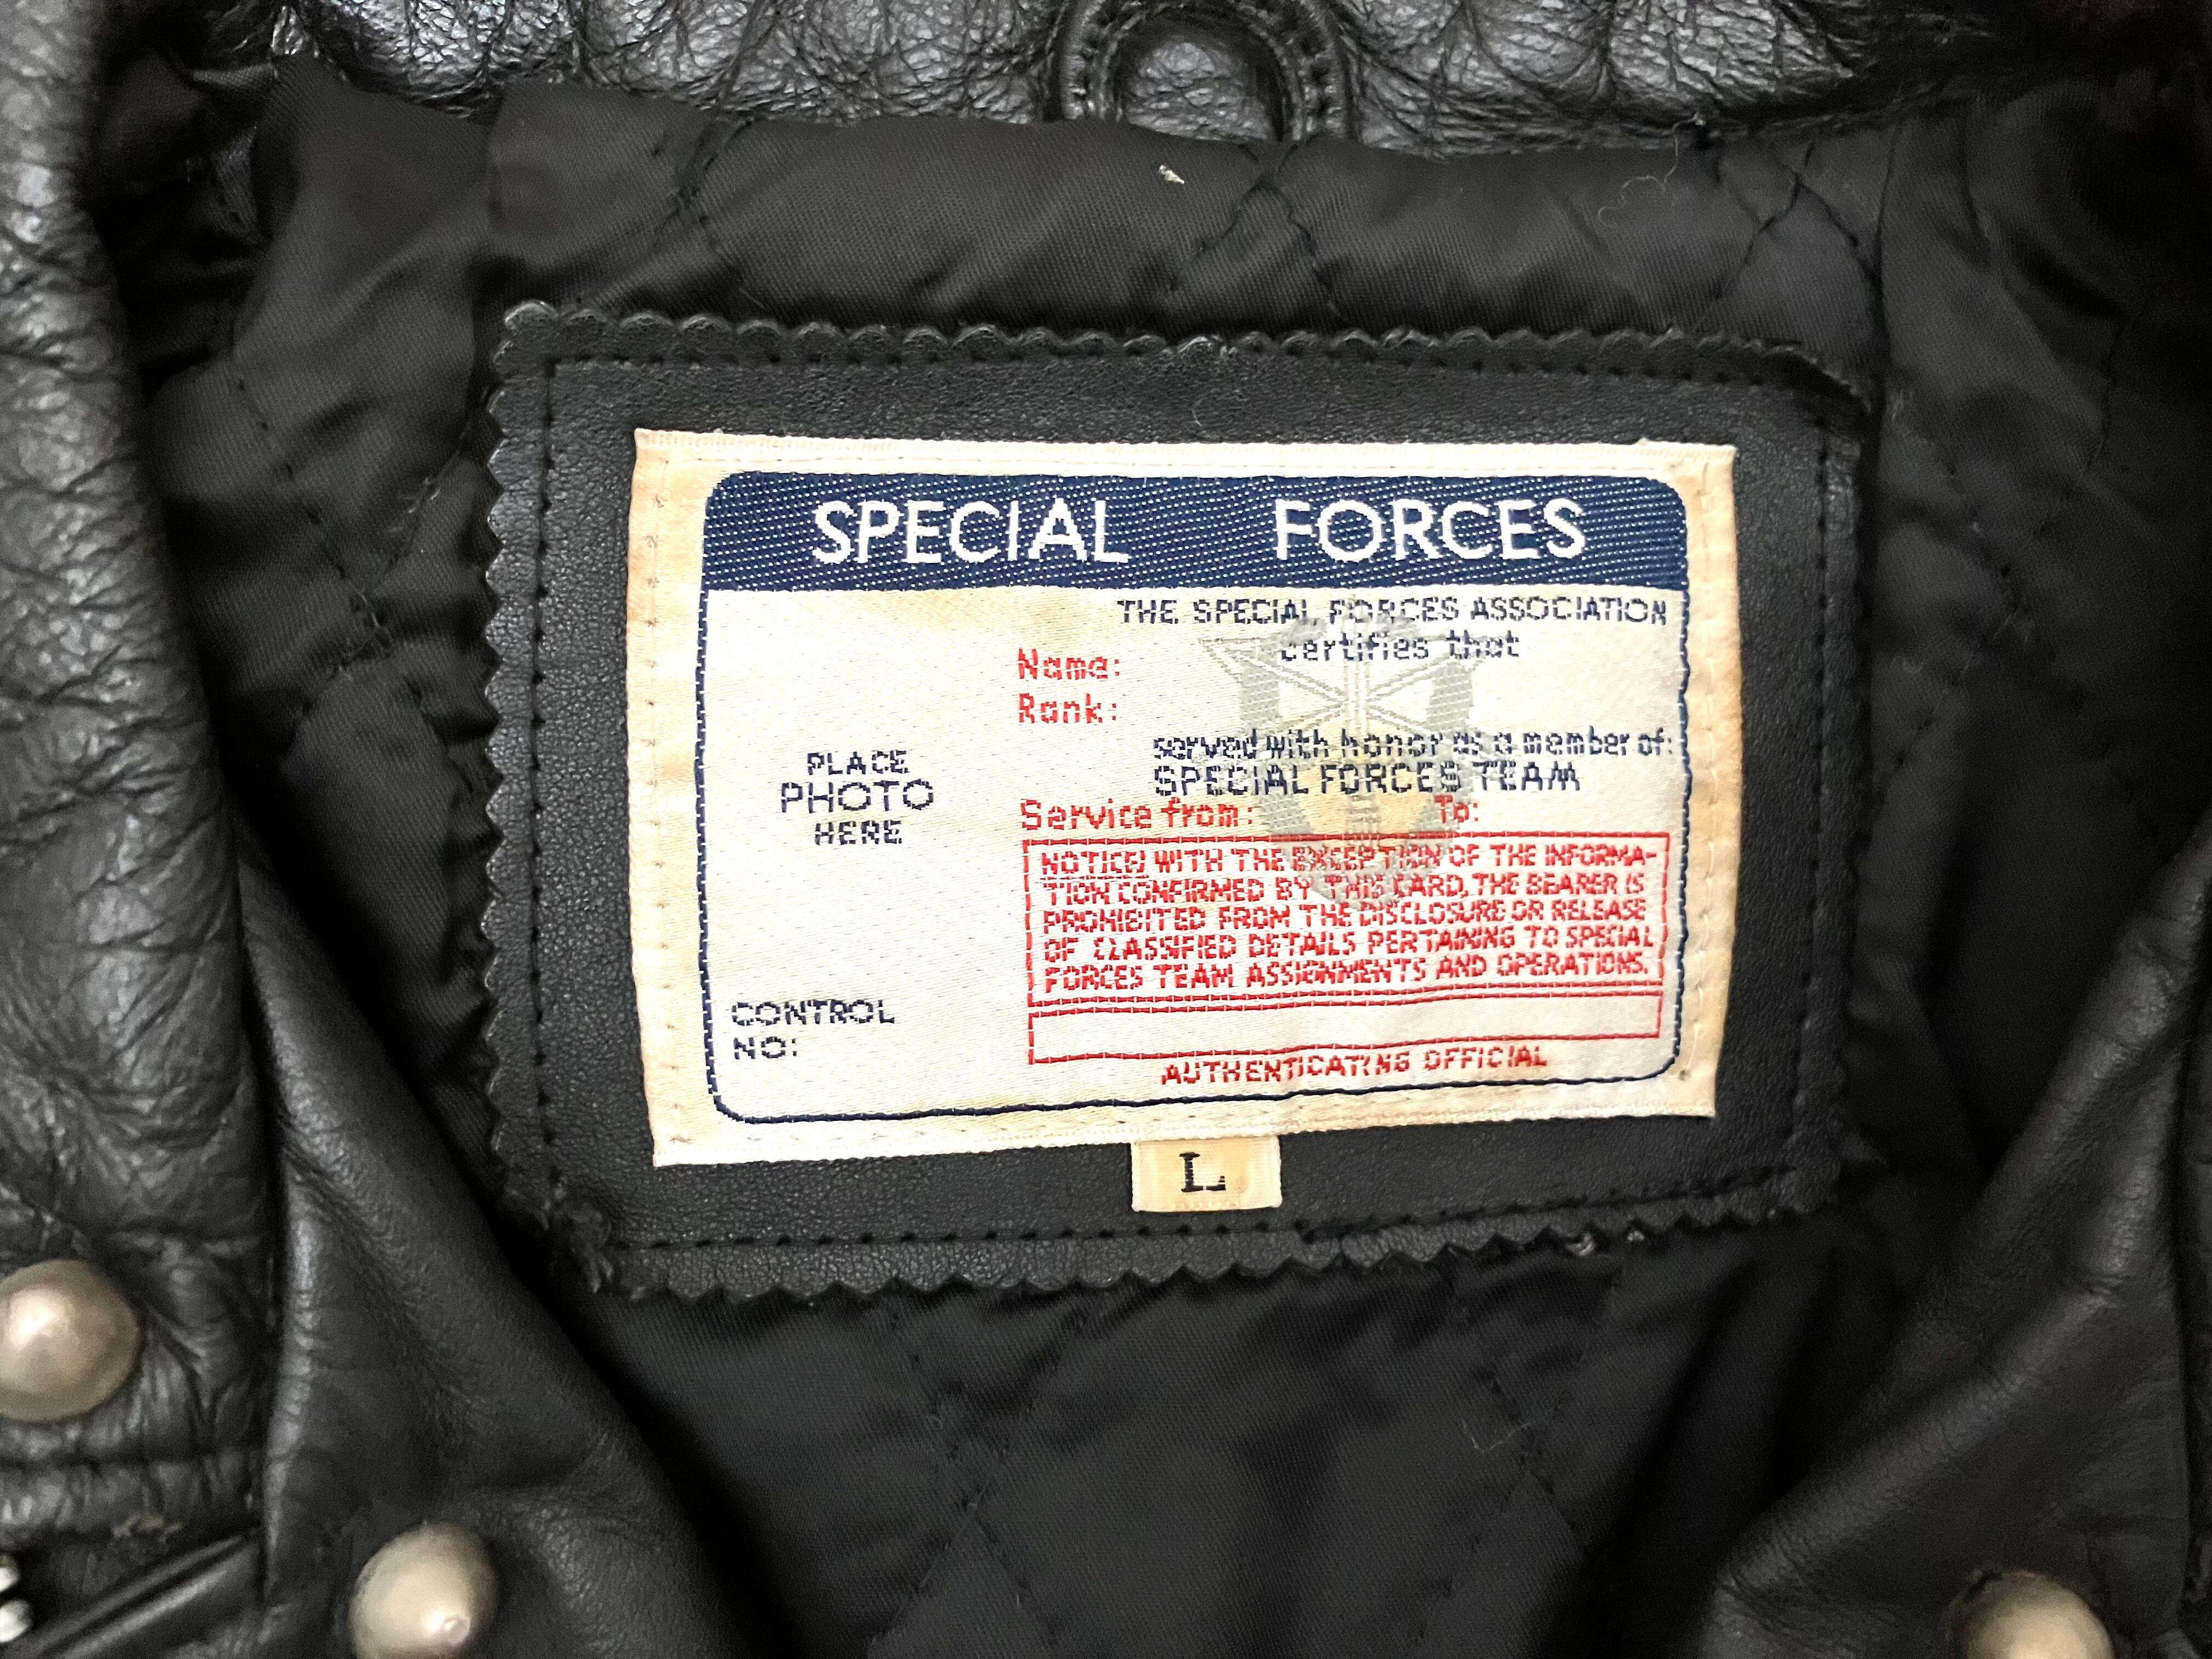 SPECIAL FORCES
THE SPECIAL FORCES ASSOCIATION
certifies that
Name:
Rank:
served with honor as a member of:
SPECIAL FORCES TEAM
Service from: To:
PLACE
PHOTO
HERE
NOTICE: WITH THE EXCEPTION OF THE INFORMA-
TION CONFIRMED BY THIS CARD, THE BEARER IS
PROHIBITED FROM THE DISCLOSURE OR RELEASE
OF CLASSIFIED DETAILS PERTAINING TO SPECIAL
FORCES TEAM ASSIGNMENTS AND OPERATIONS.
CONTROL
NO:
AUTHENTICATING OFFICIAL
L